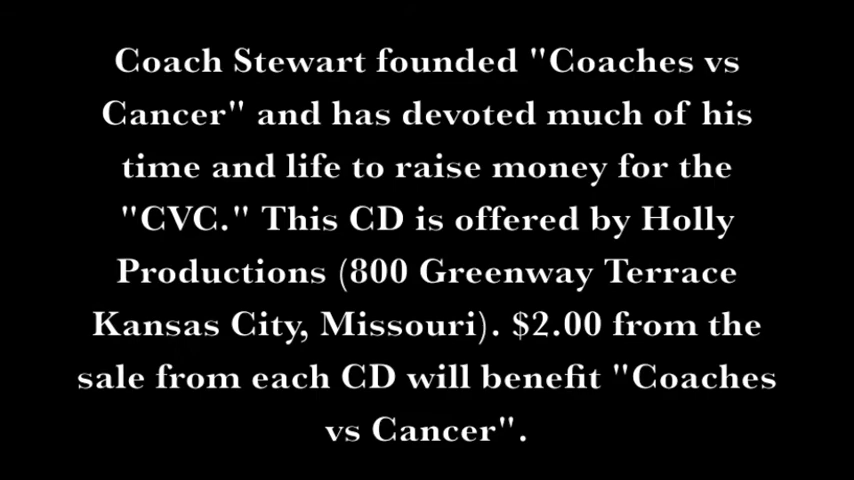 Coach Stewart founded "Coaches vs
Cancer" and has devoted much of his
time and life to raise money for the
"CVC." This CD is offered by Holly
Productions (800 Greenway Terrace
Kansas City, Missouri). $2.00 from the
sale from each CD will benefit "Coaches
vs Cancer".